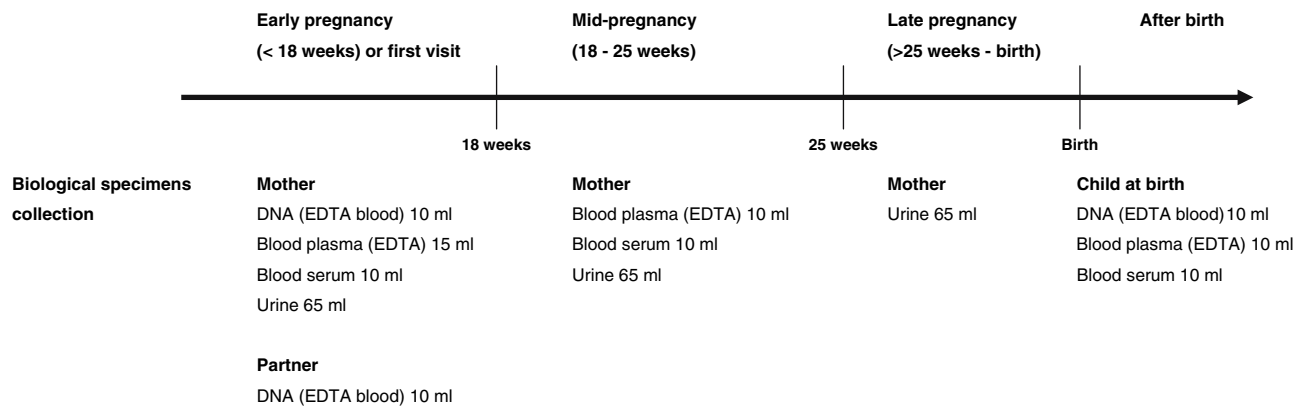 Early pregnancy
(< 18 weeks) or first visit
Mid-pregnancy
(18 - 25 weeks)
Late pregnancy
(>25 weeks - birth)
After birth
18 weeks
25 weeks
Birth
Biological specimens
collection
Mother
DNA (EDTA blood) 10 ml
Blood plasma (EDTA) 15 ml
Blood serum 10 ml
Urine 65 ml
Partner
DNA (EDTA blood) 10 ml
Mother
Blood plasma (EDTA) 10 ml
Blood serum 10 ml
Urine 65 ml
Mother
Urine 65 ml
Child at birth
DNA (EDTA blood) 10 ml
Blood plasma (EDTA) 10 ml
Blood serum 10 ml